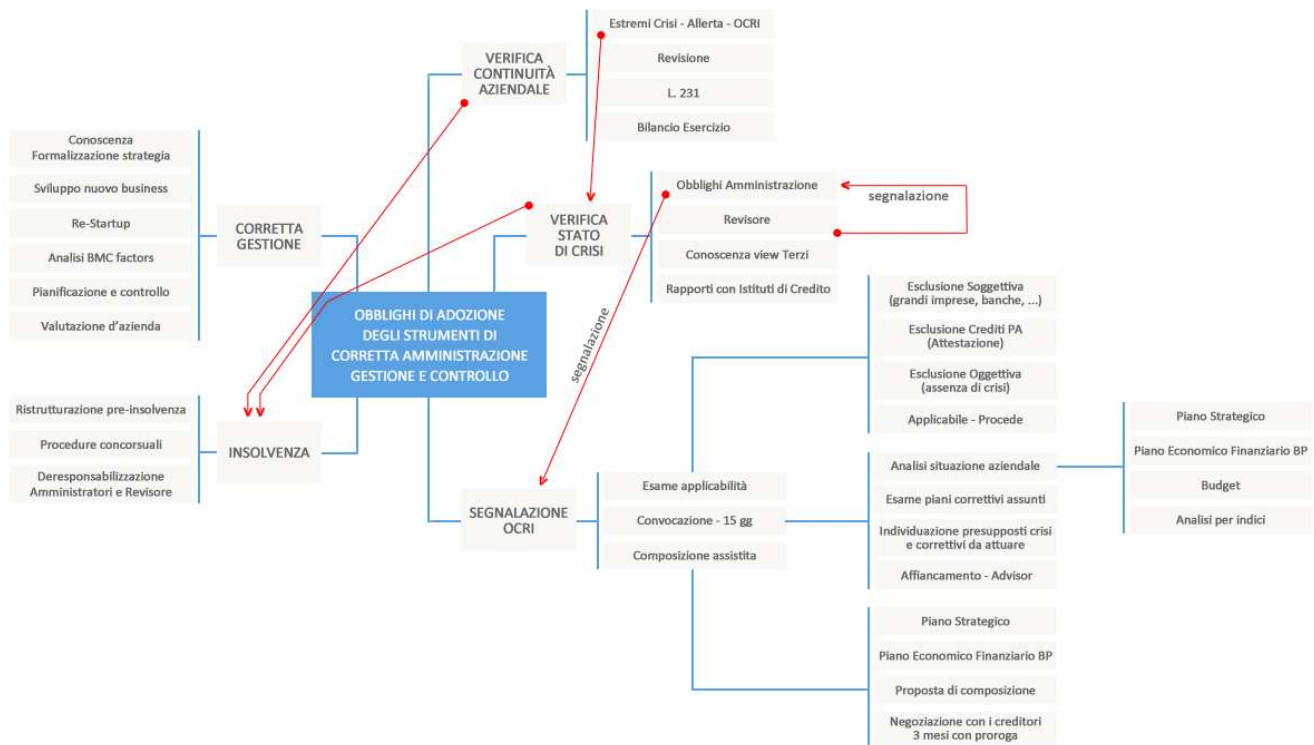 Estremi Crisi - Allerta - OCRI
Revisione
L. 231
Bilancio Esercizio
VERIFICA
CONTINUITÀ
AZIENDALE
Conoscenza
Formalizzazione strategia
Sviluppo nuovo business
Re-Startup
Analisi BMC factors
Pianificazione e controllo
Valutazione d'azienda
CORRETTA
GESTIONE
VERIFICA
STATO
DI CRISI
Obblighi Amministrazione
Revisore
Conoscenza view Terzi
Rapporti con Istituti di Credito
segnalazione
OBBLIGHI DI ADOZIONE
DEGLI STRUMENTI DI
CORRETTA AMMINISTRAZIONE
GESTIONE E CONTROLLO
segnalazione
Ristrutturazione pre-insolvenza
Procedure concorsuali
Deresponsabilizzazione
Amministratori e Revisore
INSOLVENZA
SEGNALAZIONE
OCRI
Esame applicabilità
Convocazione - 15 gg
Composizione assistita
Esclusione Soggettiva
(grandi imprese, banche, ...)
Esclusione Crediti PA
(Attestazione)
Esclusione Oggettiva
(assenza di crisi)
Applicabile - Procede
Analisi situazione aziendale
Esame piani correttivi assunti
Individuazione presupposti crisi
e correttivi da attuare
Affiancamento - Advisor
Piano Strategico
Piano Economico Finanziario BP
Budget
Analisi per indici
Piano Strategico
Piano Economico Finanziario BP
Proposta di composizione
Negoziazione con i creditori
3 mesi con proroga